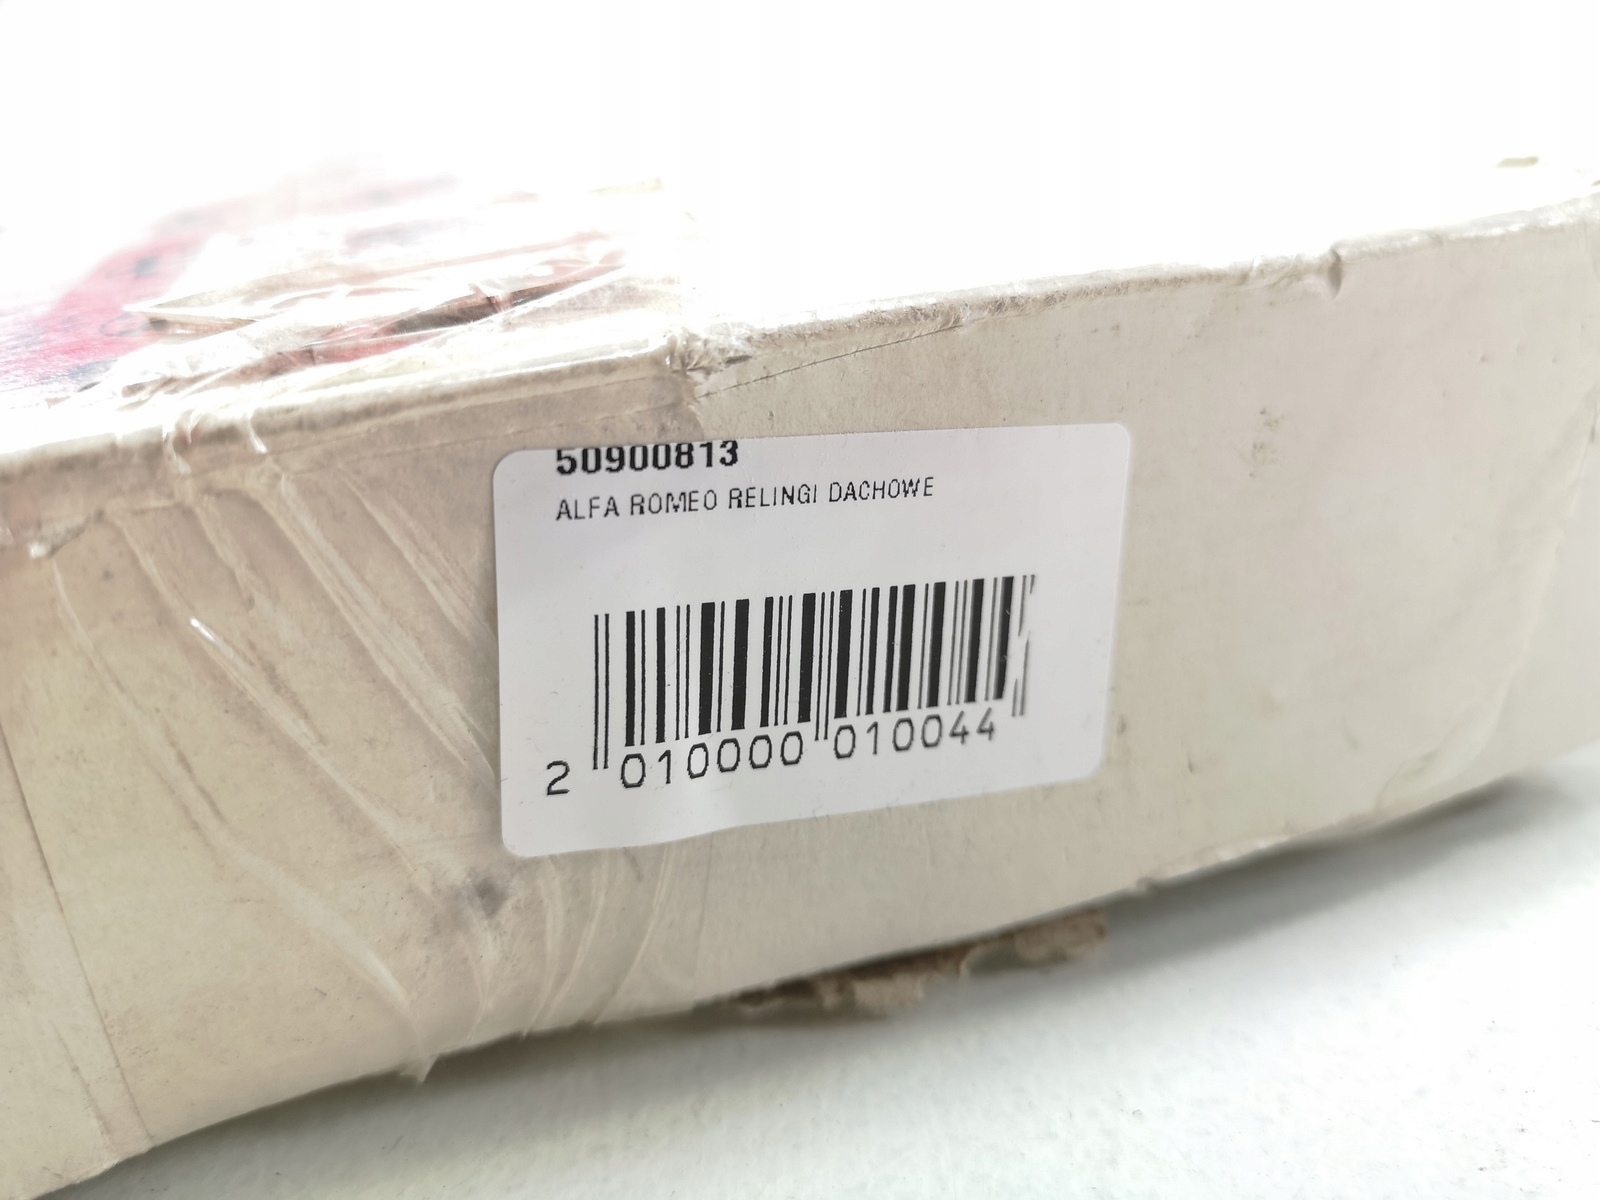 50900813
ALFA ROMEO RELINGI DACHOWE
2 010000 010044